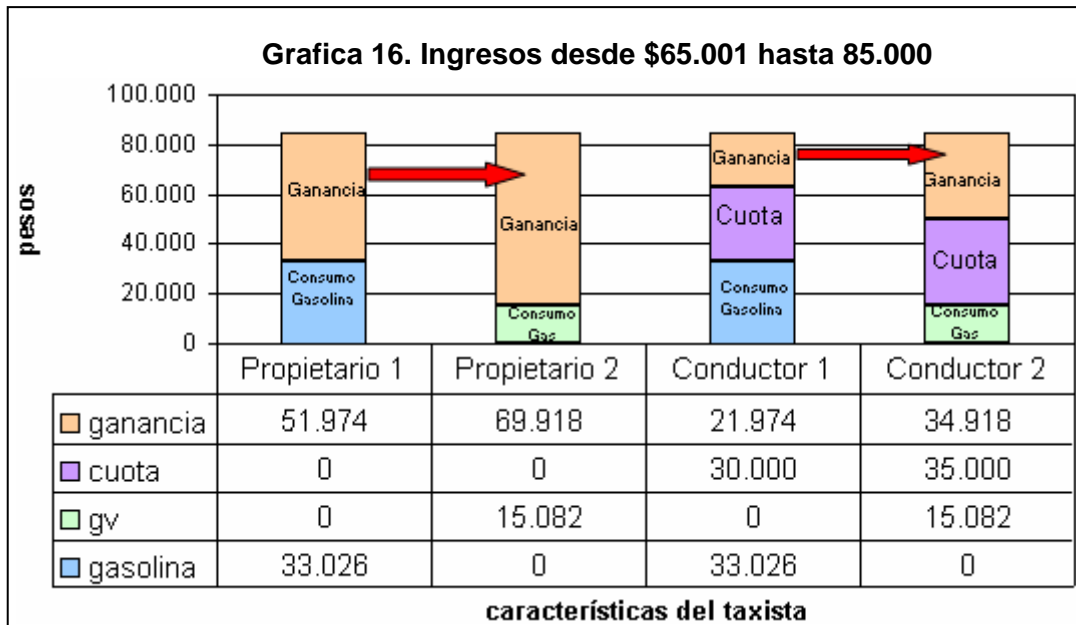 Grafica 16. Ingresos desde $65.001 hasta 85.000
pesos
100.000
80.000
60.000
40.000
20.000
0
Ganancia
Consumo
Gasolina
Ganancia
Consumo
Gas
Ganancia
Cuota
Consumo
Gasolina
Ganancia
Cuota
Consumo
Gas
Propietario 1 Propietario 2 Conductor 1 Conductor 2
ganancia 51.974 69.918 21.974 34.918
cuota 0 0 30.000 35.000
gv 0 15.082 0 15.082
gasolina 33.026 0 33.026 0
características del taxista